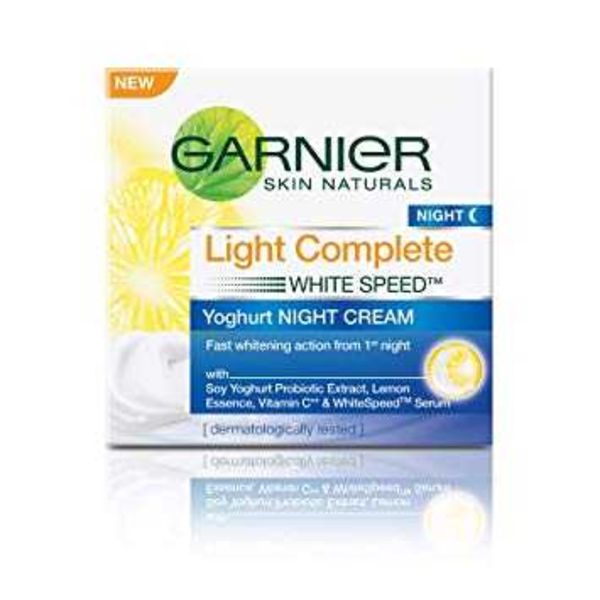 NEW
GARNIER
SKIN NATURALS
NIGHT
Light Complete
WHITE SPEED™
Yoghurt NIGHT CREAM
Fast whitening action from 1st night
with
Soy Yoghurt Probiotic Extract, Lemon
Essence, Vitamin C** & WhiteSpeed™ Serum
[ dermatologically tested ]